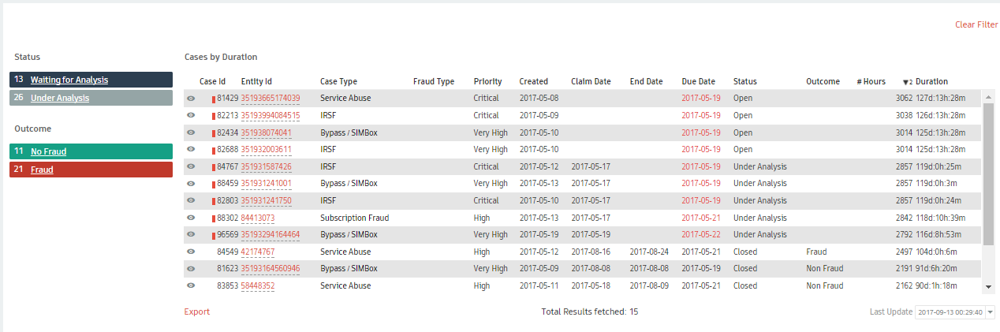 Clear Filter
Status
13 Waiting for Analysis
26 Under Analysis
Outcome
11 No Fraud
21 Fraud
Cases by Duration
Case Id Entity Id Case Type Fraud Type Priority Created Claim Date End Date Due Date Status Outcome # Hours ▼2 Duration
81429 35193665174039 Service Abuse Critical 2017-05-08 2017-05-19 Open 3062 127d:13h:28m
82213 35193994084515 IRSF Critical 2017-05-09 2017-05-19 Open 3038 126d:13h:28m
82434 351938074041 Bypass / SIMBox Very High 2017-05-10 2017-05-19 Open 3014 125d:13h:28m
82688 351932003611 IRSF Very High 2017-05-10 2017-05-19 Open 3014 125d:13h:28m
84767 351931587426 IRSF Critical 2017-05-12 2017-05-17 2017-05-19 Under Analysis 2857 119d:0h:25m
88459 351931241001 Bypass / SIMBox Very High 2017-05-13 2017-05-17 2017-05-19 Under Analysis 2857 119d:0h:3m
82803 351931241750 IRSF Critical 2017-05-10 2017-05-17 2017-05-19 Under Analysis 2857 119d:0h:24m
88302 84413073 Subscription Fraud High 2017-05-13 2017-05-17 2017-05-21 Under Analysis 2842 118d:10h:39m
96569 35193294164464 Bypass / SIMBox Very High 2017-05-19 2017-05-19 2017-05-22 Under Analysis 2792 116d:8h:53m
84549 42174767 Service Abuse High 2017-05-12 2017-08-16 2017-08-24 2017-05-21 Closed Fraud 2497 104d:0h:6m
81623 35193164560946 Bypass / SIMBox Very High 2017-05-09 2017-08-08 2017-08-08 2017-05-19 Closed Non Fraud 2191 91d:6h:20m
83853 58448352 Service Abuse High 2017-05-11 2017-05-18 2017-08-09 2017-05-21 Closed Non Fraud 2162 90d:1h:18m
Export
Total Results fetched: 15
Last Update 2017-09-13 00:29:40